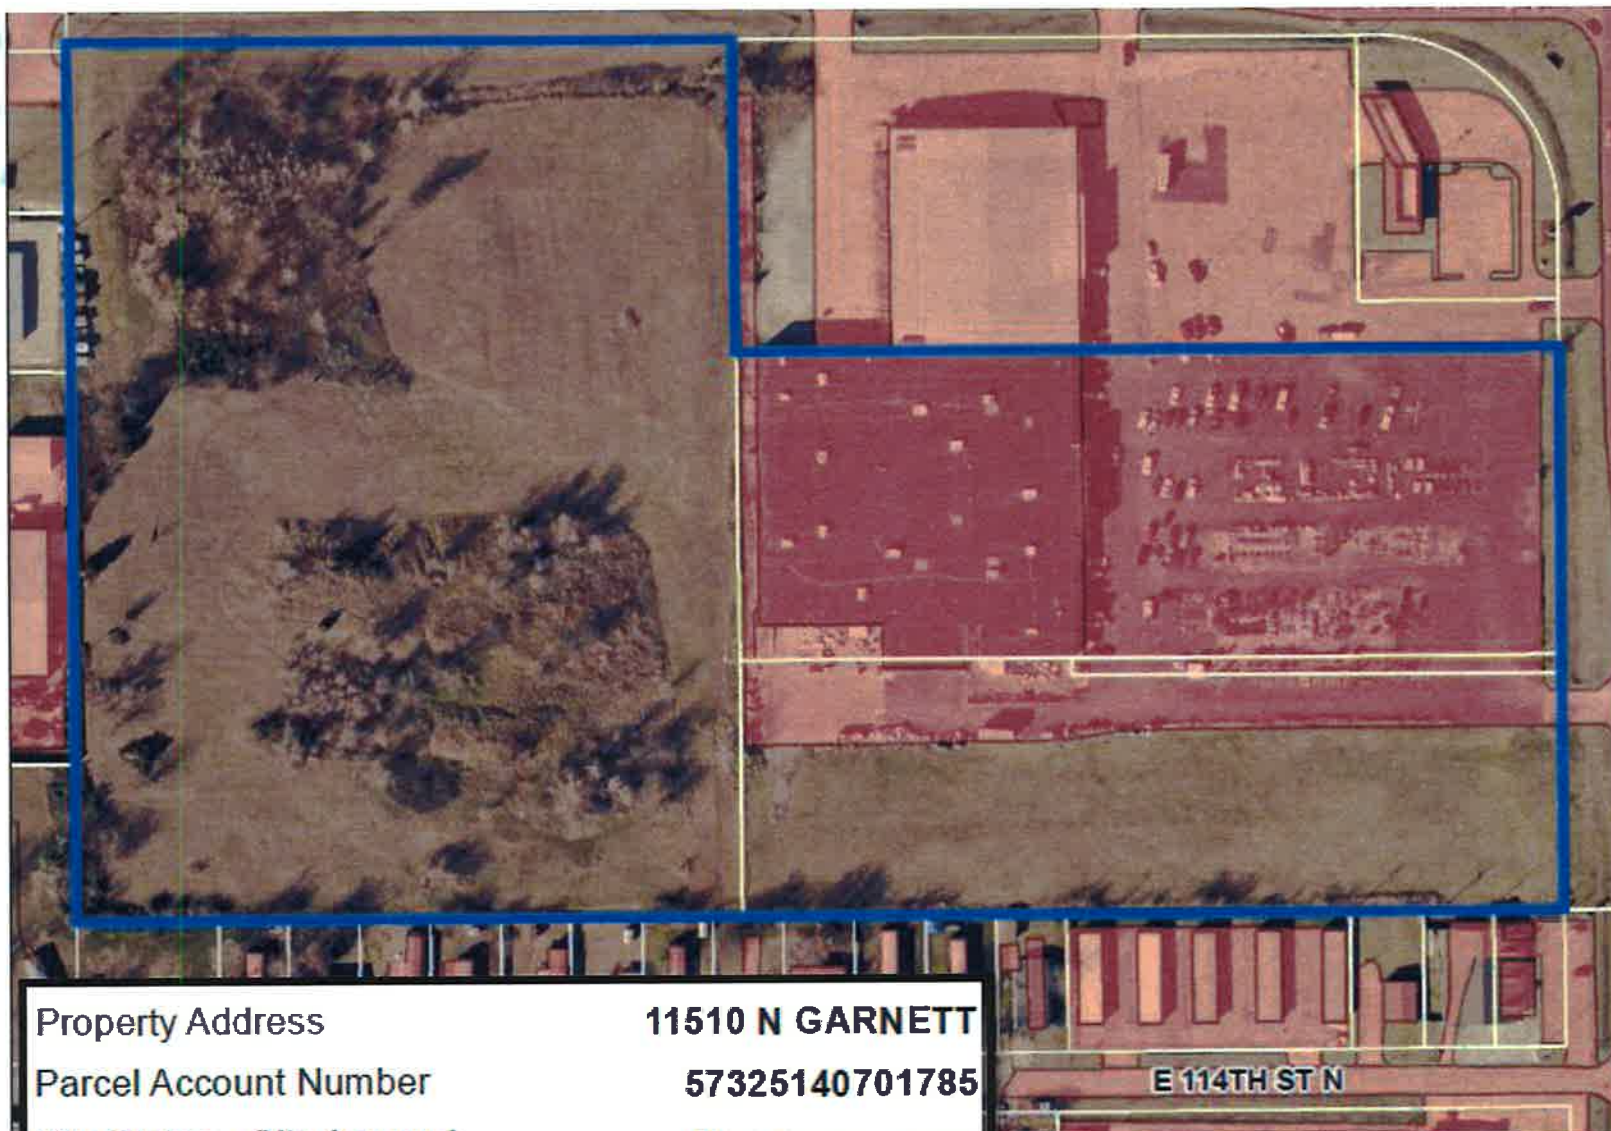 Property Address 11510 N GARNETT
Parcel Account Number 57325140701785
E 114TH ST N